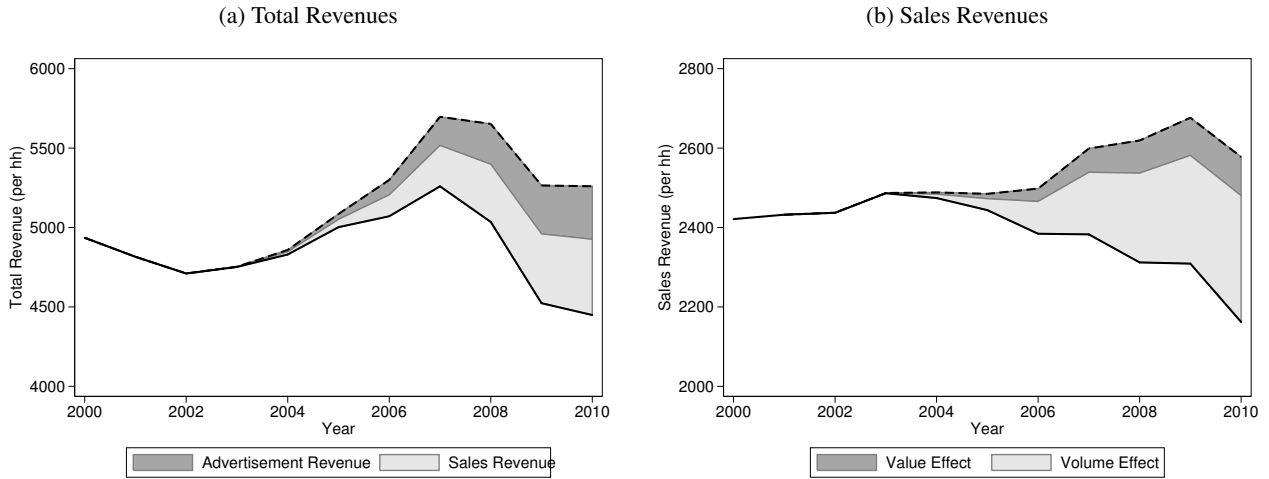 (a) Total Revenues
Total Revenue (per hh)
6000
5500
5000
4500
4000
2000 2002 2004 2006 2008 2010
Year
Advertisement Revenue Sales Revenue
(b) Sales Revenues
Sales Revenue (per hh)
2800
2600
2400
2200
2000
2000 2002 2004 2006 2008 2010
Year
Value Effect Volume Effect